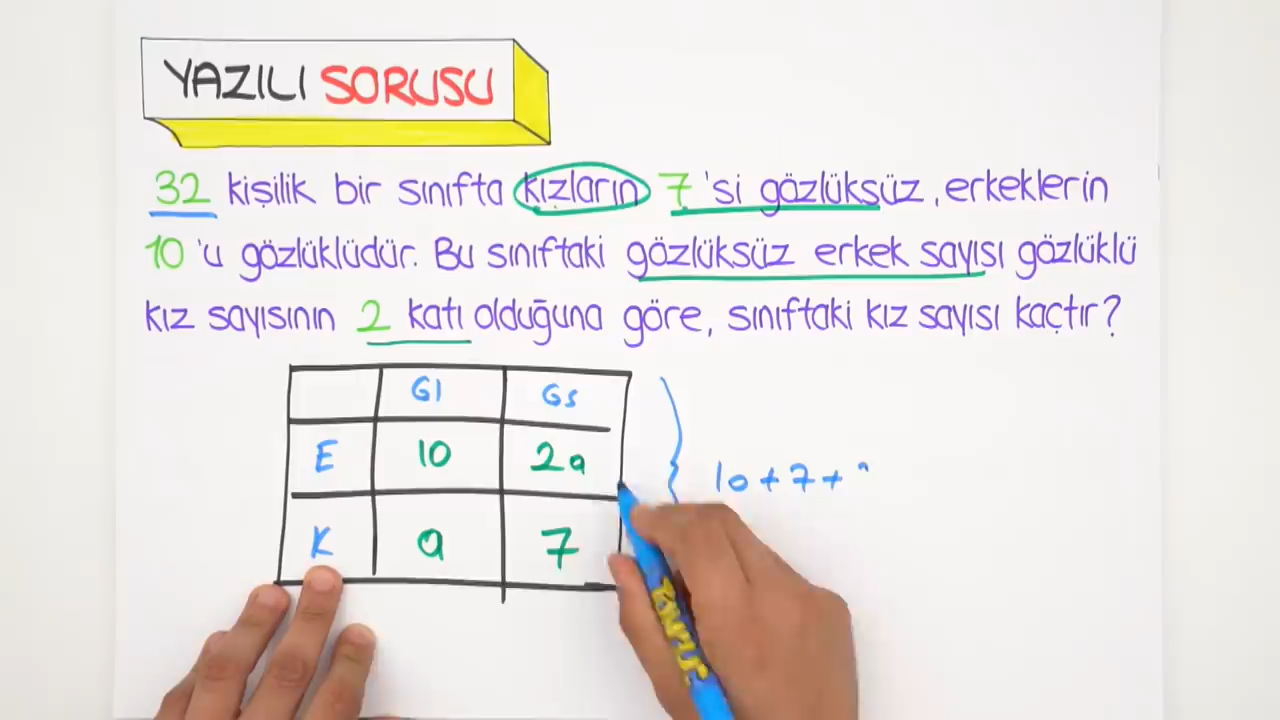 YAZILI SORUSU
32 kişilik bir sınıfta kızların 7'si gözlüksüz, erkeklerin
10'u gözlüklüdür. Bu sınıftaki gözlüksüz erkek sayısı gözlüklü
kız sayısının 2 katı olduğuna göre, sınıftaki kız sayısı kaçtır?
Gl Gs
E 10 2a
K a 7
10+7+